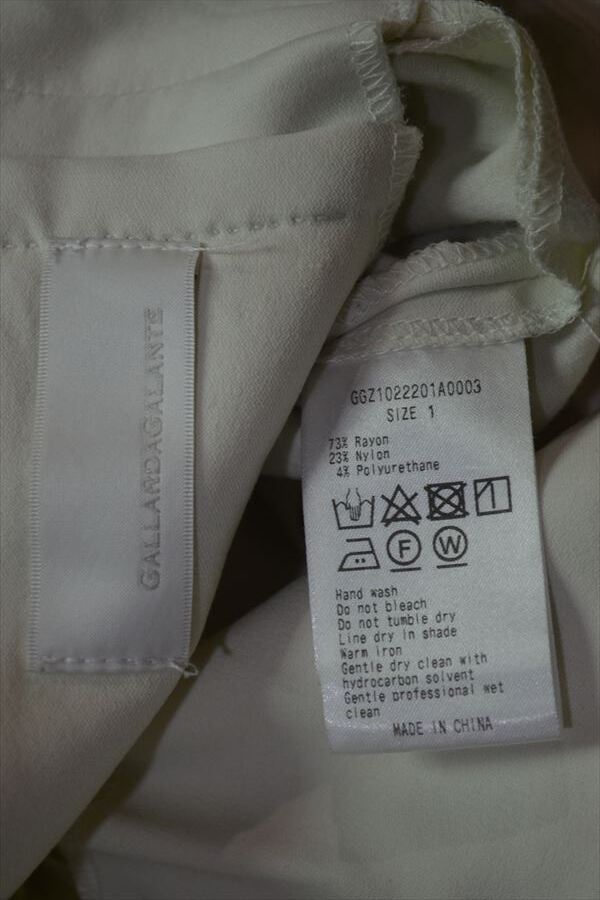 GALLARDAGALANTE
GGZ1022201A0003
SIZE 1
73% Rayon
23% Nylon
4% Polyurethane
F W
Hand wash
Do not bleach
Do not tumble dry
Line dry in shade
Warm iron
Gentle dry clean with
hydrocarbon solvent
Gentle professional wet
clean
MADE IN CHINA